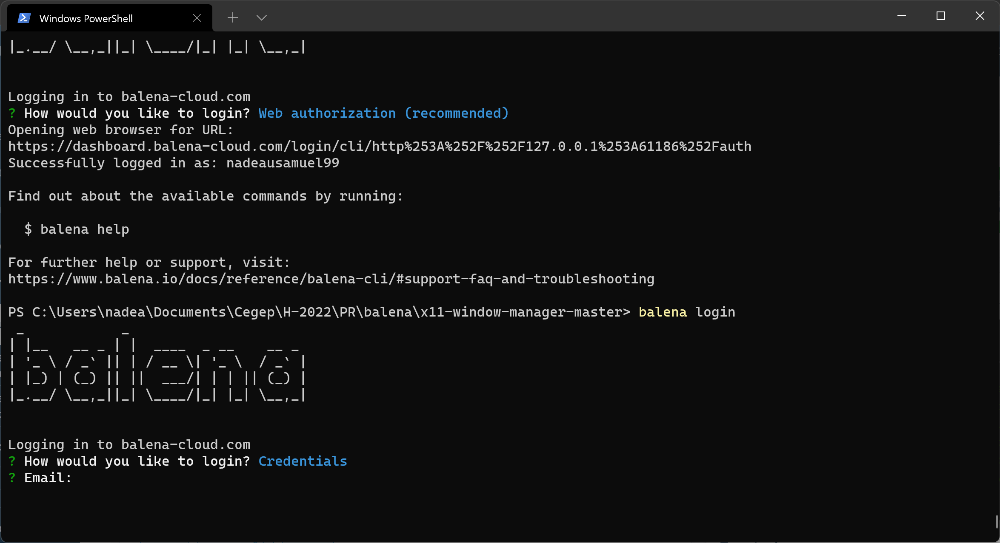 Windows PowerShell
|_.__/ \__,_||_| \____/|_| |_| \__,_|
Logging in to balena-cloud.com
? How would you like to login? Web authorization (recommended)
Opening web browser for URL:
https://dashboard.balena-cloud.com/login/cli/http%253A%252F%252F127.0.0.1%253A61186%252Fauth
Successfully logged in as: nadeausamuel99
Find out about the available commands by running:
  $ balena help
For further help or support, visit:
https://www.balena.io/docs/reference/balena-cli/#support-faq-and-troubleshooting
PS C:\Users\nadea\Documents\Cegep\H-2022\PR\balena\x11-window-manager-master> balena login
 _            _
| |__   __ _ | |  ____  _ __    __ _
| '_ \ / _` || | / __ \| '_ \  / _` |
| |_) | (_) || ||  ___/| | | || (_) |
|_.__/ \__,_||_| \____/|_| |_| \__,_|
Logging in to balena-cloud.com
? How would you like to login? Credentials
? Email: